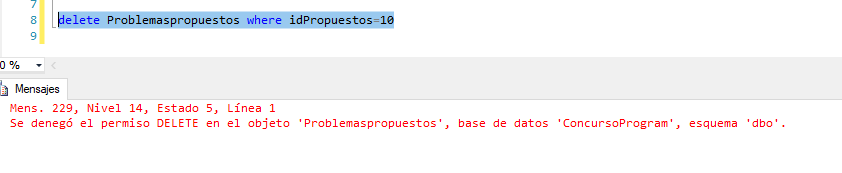 7
8 delete Problemaspropuestos where idPropuestos=10
9
0 %
Mensajes
Mens. 229, Nivel 14, Estado 5, Línea 1
Se denegó el permiso DELETE en el objeto 'Problemaspropuestos', base de datos 'ConcursoProgram', esquema 'dbo'.